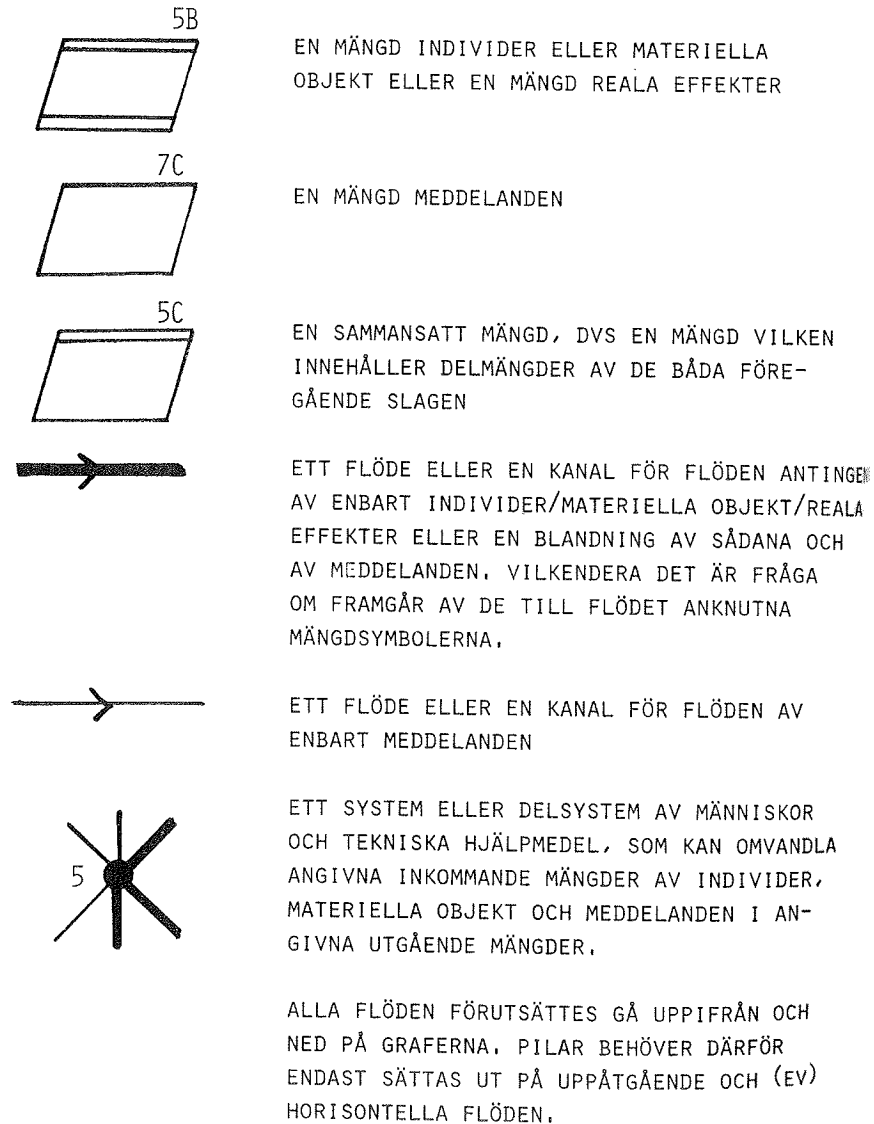 5B
EN MÄNGD INDIVIDER ELLER MATERIELLA
OBJEKT ELLER EN MÄNGD REALA EFFEKTER
7C
EN MÄNGD MEDDELANDEN
5C
EN SAMMANSATT MÄNGD, DVS EN MÄNGD VILKEN
INNEHÅLLER DELMÄNGDER AV DE BÅDA FÖRE-
GÅENDE SLAGEN
ETT FLÖDE ELLER EN KANAL FÖR FLÖDEN ANTINGEN
AV ENBART INDIVIDER/MATERIELLA OBJEKT/REALA
EFFEKTER ELLER EN BLANDNING AV SÅDANA OCH
AV MEDDELANDEN. VILKENDERA DET ÄR FRÅGA
OM FRAMGÅR AV DE TILL FLÖDET ANKNUTNA
MÄNGDSYMBOLERNA.
ETT FLÖDE ELLER EN KANAL FÖR FLÖDEN AV
ENBART MEDDELANDEN
ETT SYSTEM ELLER DELSYSTEM AV MÄNNISKOR
OCH TEKNISKA HJÄLPMEDEL, SOM KAN OMVANDLA
5
ANGIVNA INKOMMANDE MÄNGDER AV INDIVIDER,
MATERIELLA OBJEKT OCH MEDDELANDEN I AN-
GIVNA UTGÅENDE MÄNGDER.
ALLA FLÖDEN FÖRUTSÄTTES GÅ UPPIFRÅN OCH
NED PÅ GRAFERNA. PILAR BEHÖVER DÄRFÖR
ENDAST SÄTTAS UT PÅ UPPÅTGÅENDE OCH (EV)
HORISONTELLA FLÖDEN.